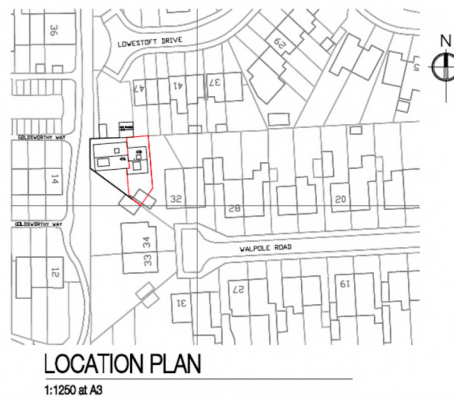 36
LOWESTOFT DRIVE
29
N
47
41
37
GOLDSWORTHY WAY
14
32
28
20
GOLDSWORTHY WAY
34
33
WALPOLE ROAD
12
31
27
19
LOCATION PLAN
1:1250 at A3